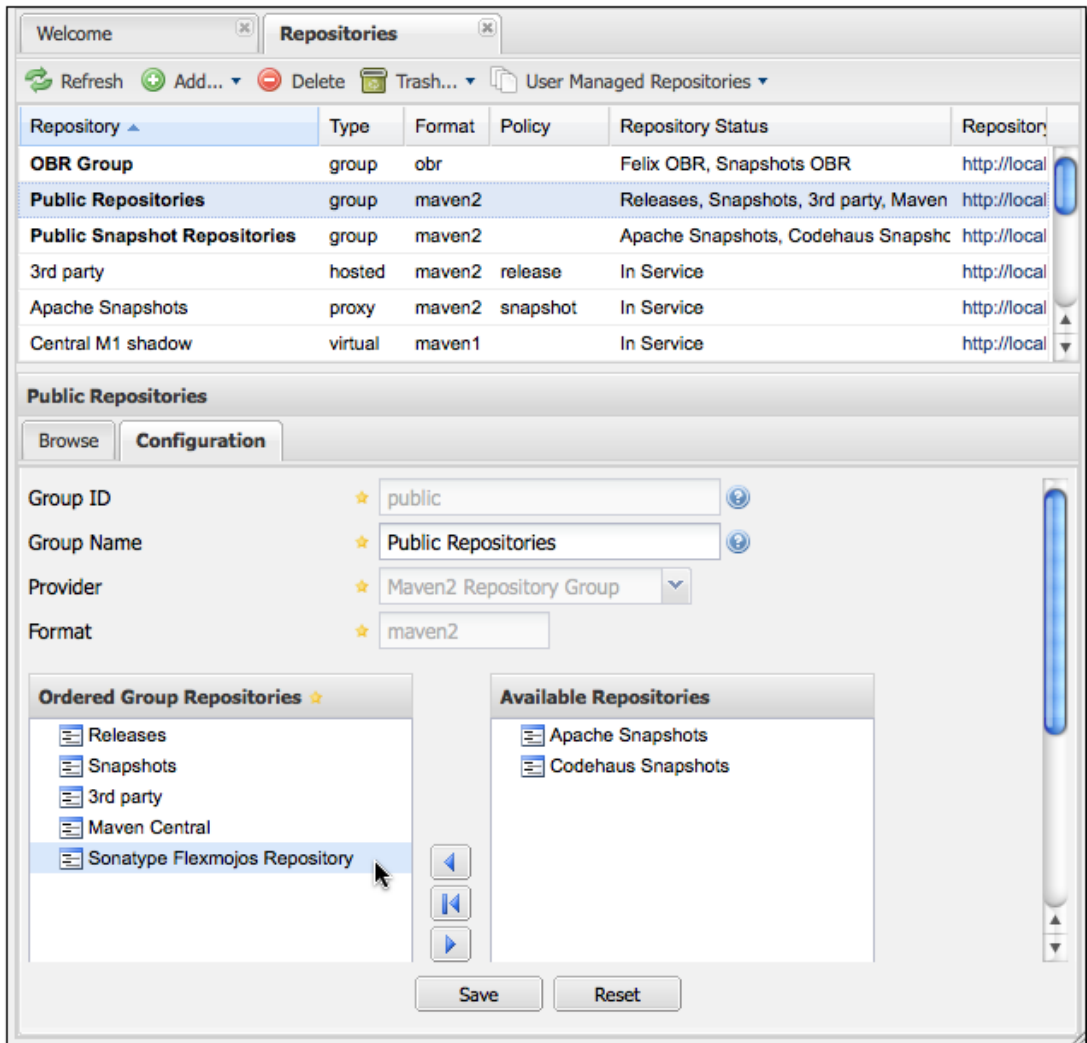 Welcome Repositories
Refresh Add... Delete Trash... User Managed Repositories
Repository Type Format Policy Repository Status Repository
OBR Group group obr Felix OBR, Snapshots OBR http://local
Public Repositories group maven2 Releases, Snapshots, 3rd party, Maven http://local
Public Snapshot Repositories group maven2 Apache Snapshots, Codehaus Snapshc http://local
3rd party hosted maven2 release In Service http://local
Apache Snapshots proxy maven2 snapshot In Service http://local
Central M1 shadow virtual maven1 In Service http://local
Public Repositories
Browse Configuration
Group ID public
Group Name Public Repositories
Provider Maven2 Repository Group
Format maven2
Ordered Group Repositories Available Repositories
Releases Apache Snapshots
Snapshots Codehaus Snapshots
3rd party
Maven Central
Sonatype Flexmojos Repository
Save Reset